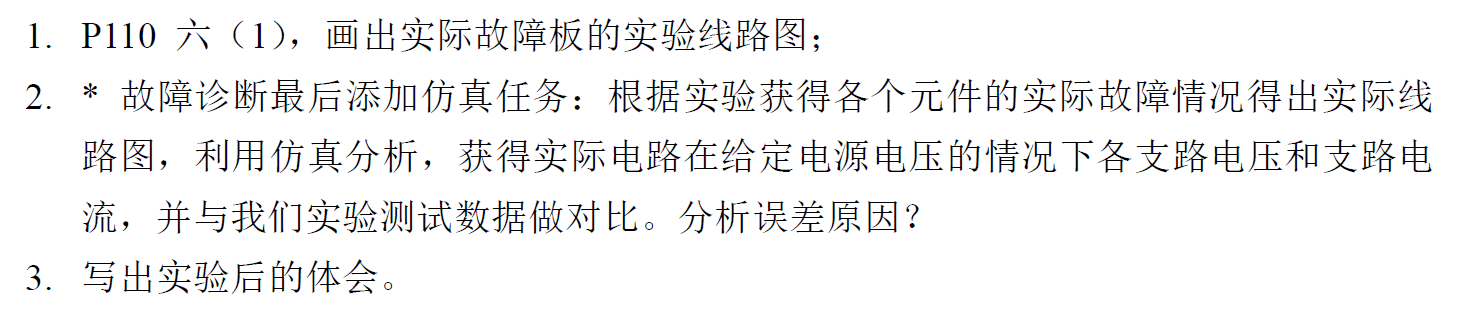 1. P110 六（1），画出实际故障板的实验线路图；
2. * 故障诊断最后添加仿真任务：根据实验获得各个元件的实际故障情况得出实际线
路图，利用仿真分析，获得实际电路在给定电源电压的情况下各支路电压和支路电
流，并与我们实验测试数据做对比。分析误差原因？
3. 写出实验后的体会。